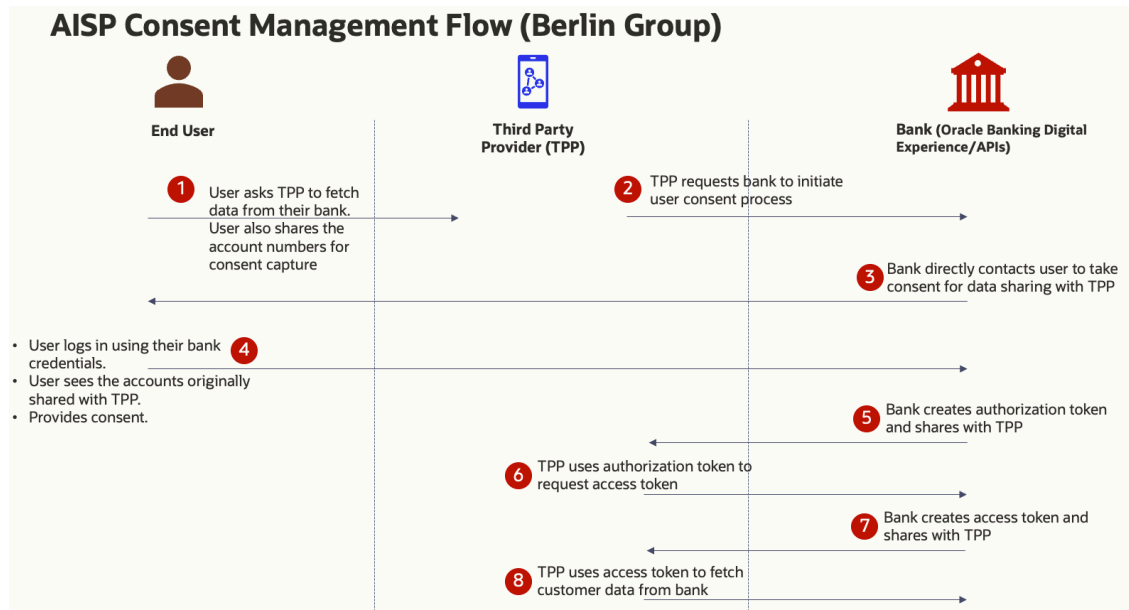 AISP Consent Management Flow (Berlin Group)
End User
Third Party
Provider (TPP)
Bank (Oracle Banking Digital
Experience/APIs)
1
User asks TPP to fetch
data from their bank.
User also shares the
account numbers for
consent capture
2
TPP requests bank to initiate
user consent process
3
Bank directly contacts user to take
consent for data sharing with TPP
• User logs in using their bank
credentials.
• User sees the accounts originally
shared with TPP.
• Provides consent.
4
5
Bank creates authorization token
and shares with TPP
6
TPP uses authorization token to
request access token
7
Bank creates access token and
shares with TPP
8
TPP uses access token to fetch
customer data from bank